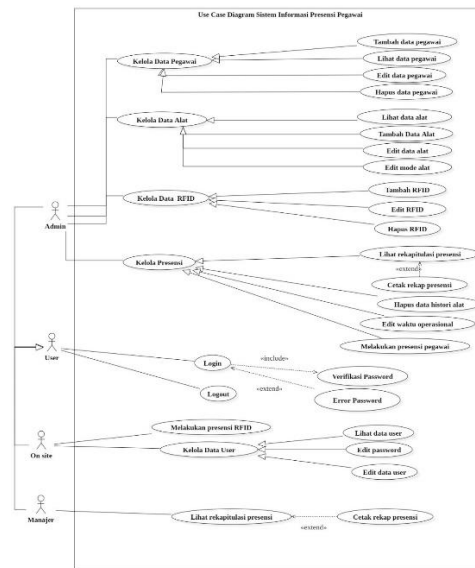 Use Case Diagram Sistem Informasi Presensi Pegawai
Tambah data pegawai
Kelola Data Pegawai
Lihat data pegawai
Edit data pegawai
Hapus data pegawai
Kelola Data Alat
Lihat data alat
Tambah Data Alat
Edit data alat
Edit mode alat
Kelola Data RFID
Tambah RFID
Edit RFID
Hapus RFID
Admin
Kelola Presensi
Lihat rekapitulasi presensi
«extend»
Cetak rekap presensi
Hapus data histori alat
Edit waktu operasional
Melakukan presensi pegawai
User
Login
«include»
Verifikasi Password
«extend»
Logout
Error Password
Melakukan presensi RFID
On site
Kelola Data User
Lihat data user
Edit password
Edit data user
Manajer
Lihat rekapitulasi presensi
«extend»
Cetak rekap presensi